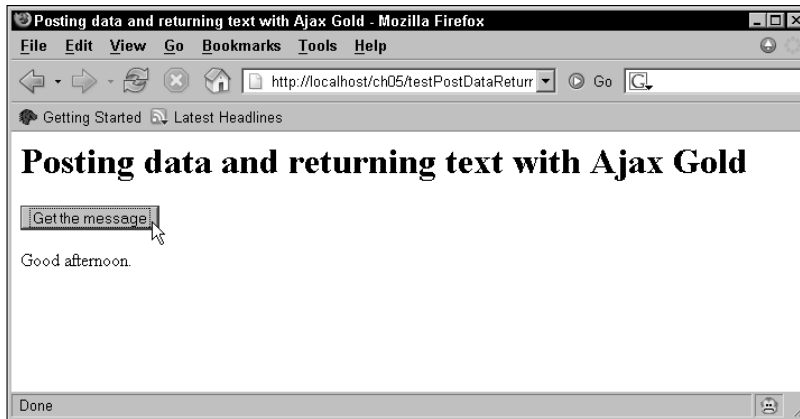 Posting data and returning text with Ajax Gold - Mozilla Firefox
File Edit View Go Bookmarks Tools Help
http://localhost/ch05/testPostDataReturr Go G
Getting Started Latest Headlines
Posting data and returning text with Ajax Gold
Get the message
Good afternoon.
Done